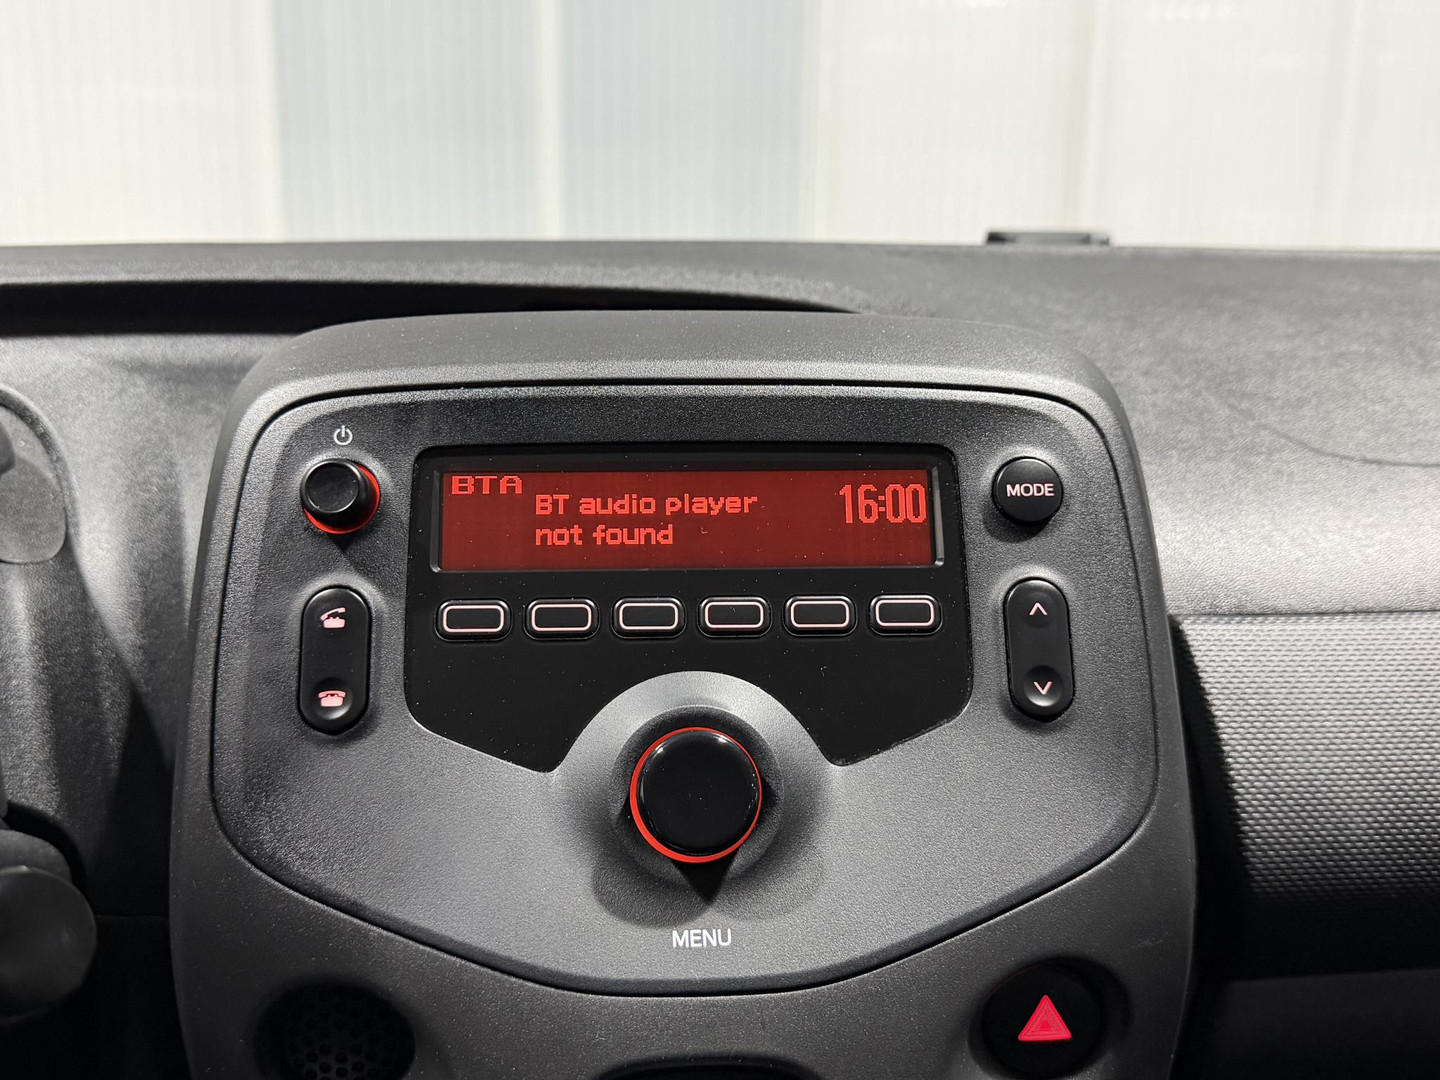 BTA
BT audio player
not found
16:00
MODE
MENU